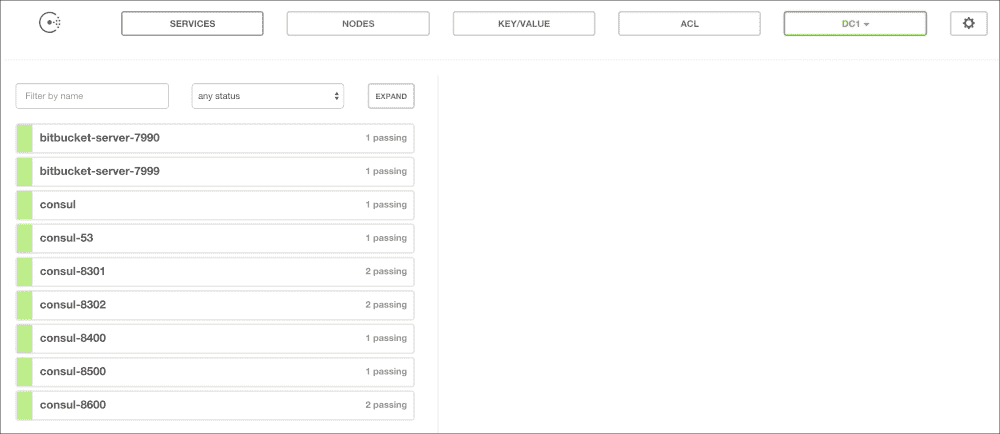 SERVICES NODES KEY/VALUE ACL DC1
Filter by name any status EXPAND
bitbucket-server-7990 1 passing
bitbucket-server-7999 1 passing
consul 1 passing
consul-53 1 passing
consul-8301 2 passing
consul-8302 2 passing
consul-8400 1 passing
consul-8500 1 passing
consul-8600 2 passing